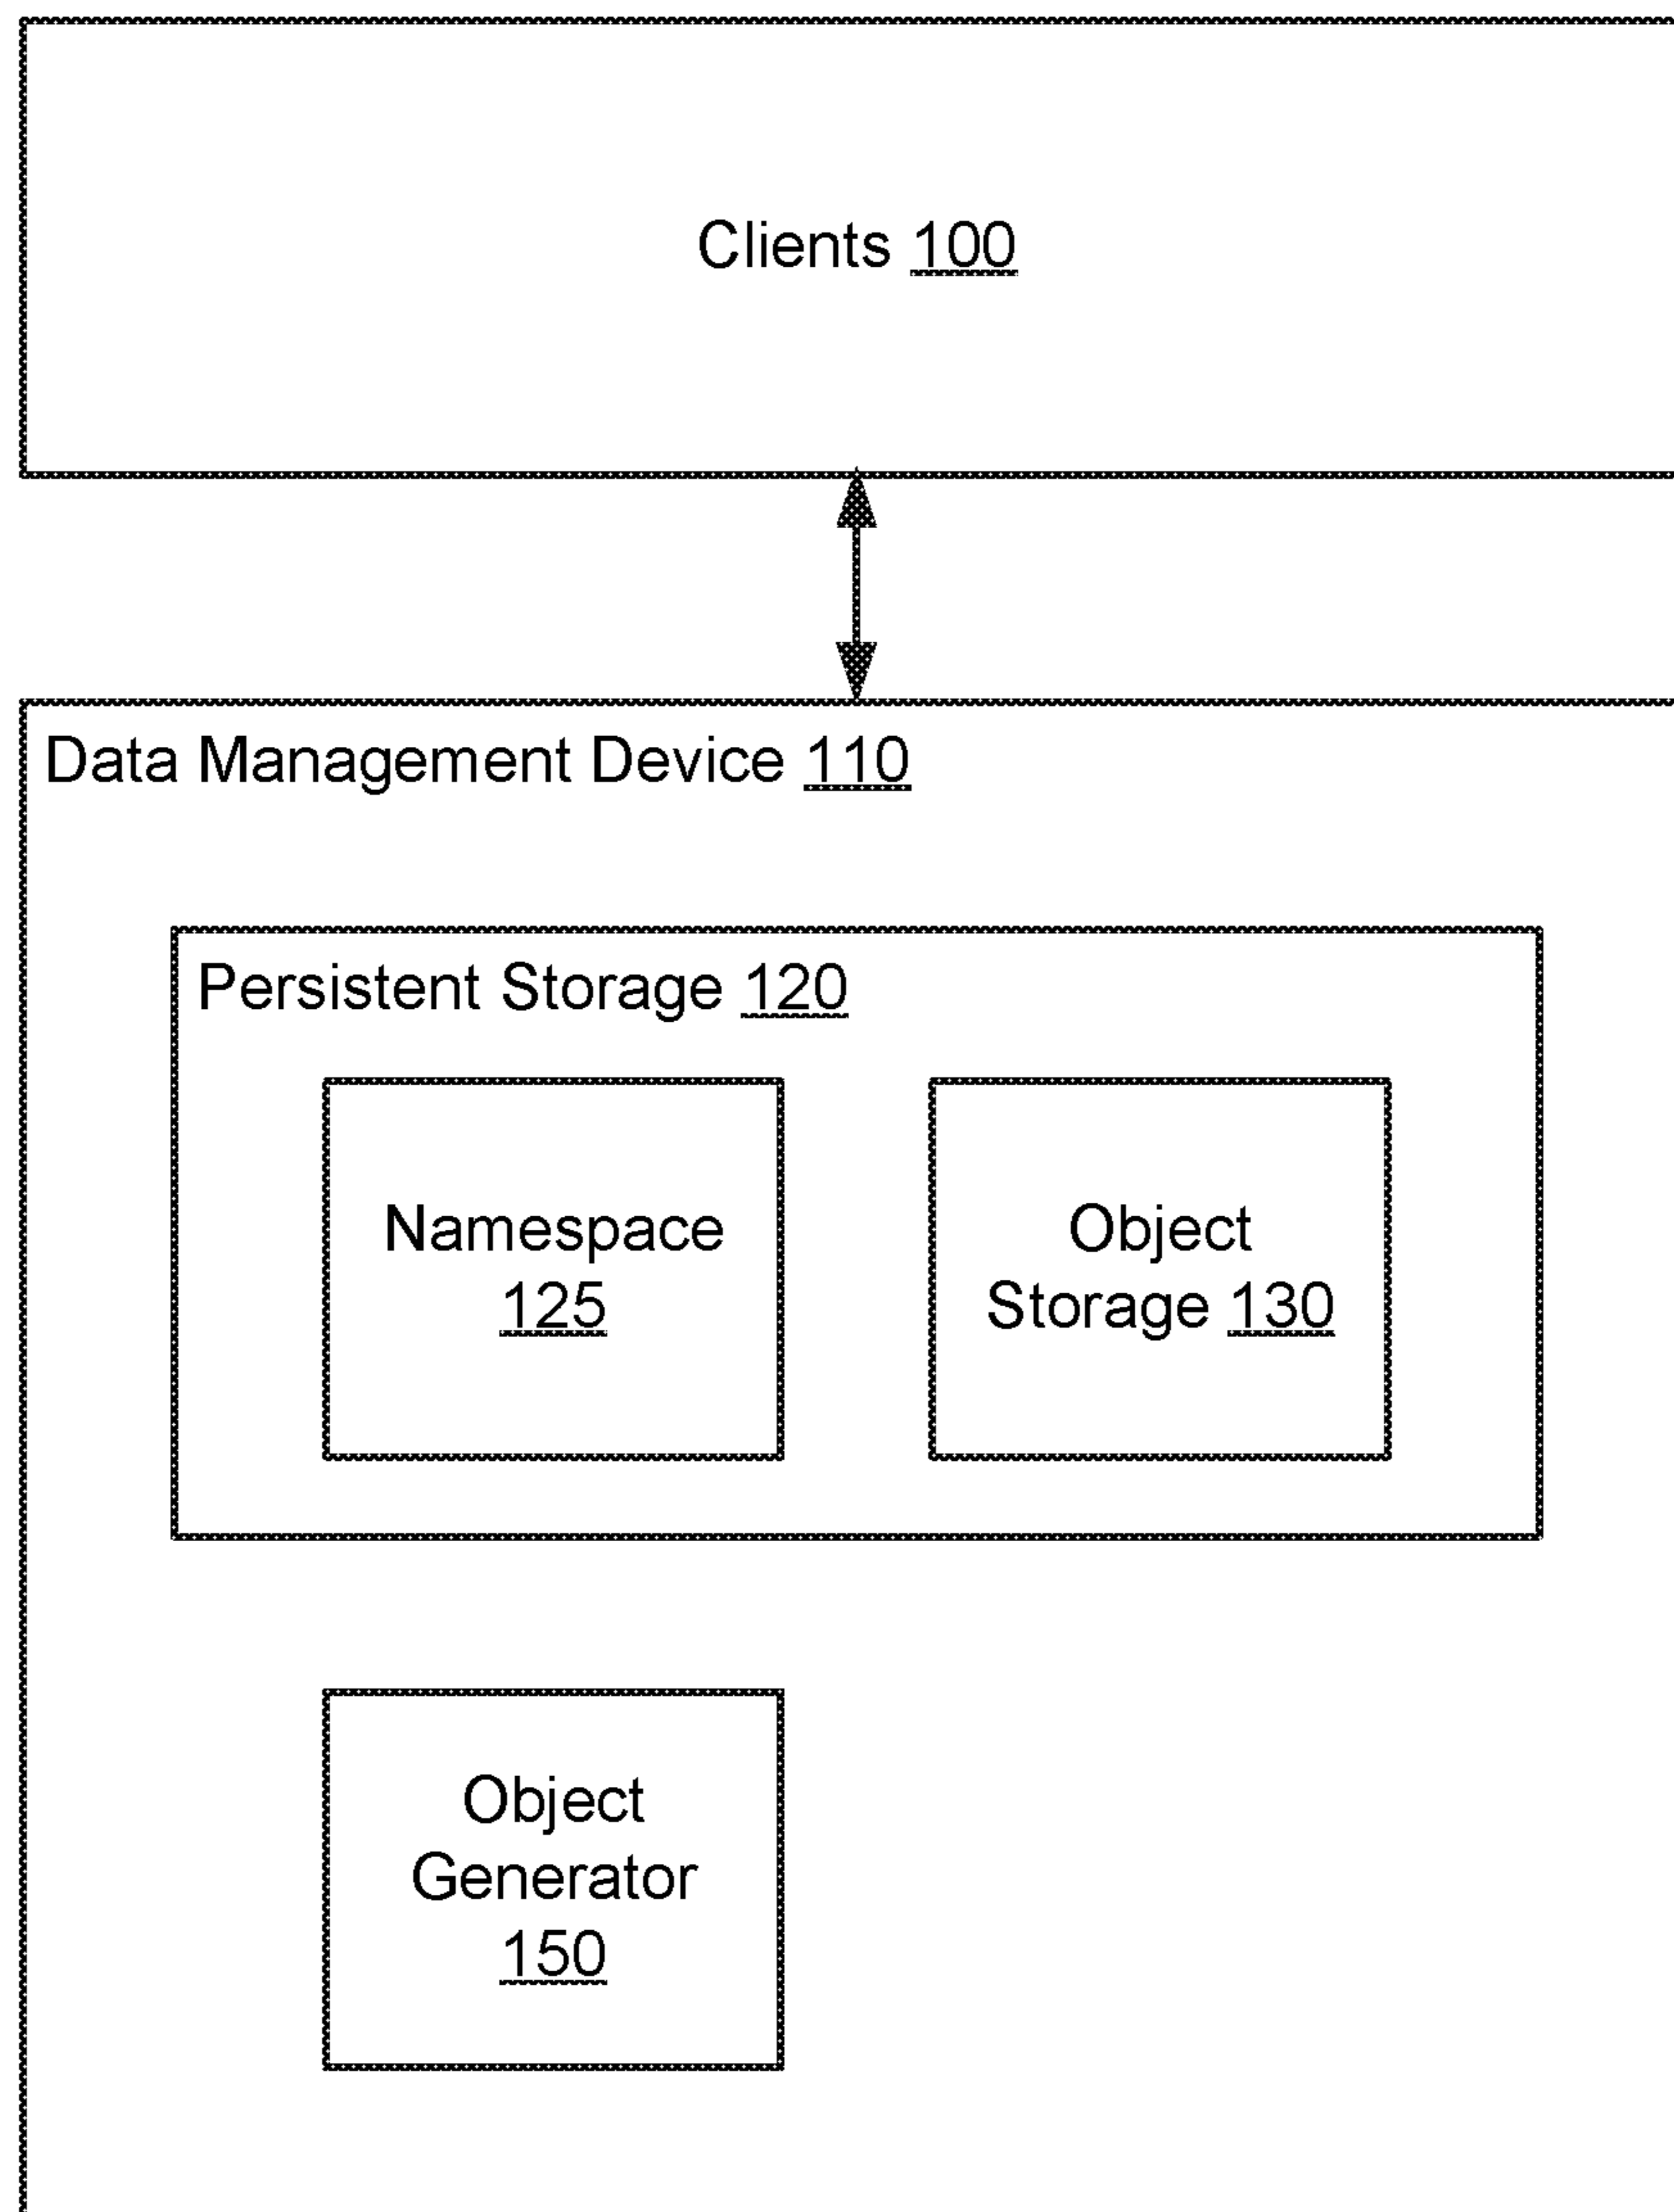 Clients 100
Data Management Device 110
Persistent Storage 120
Namespace
125
Object
Storage 130
Object
Generator
150